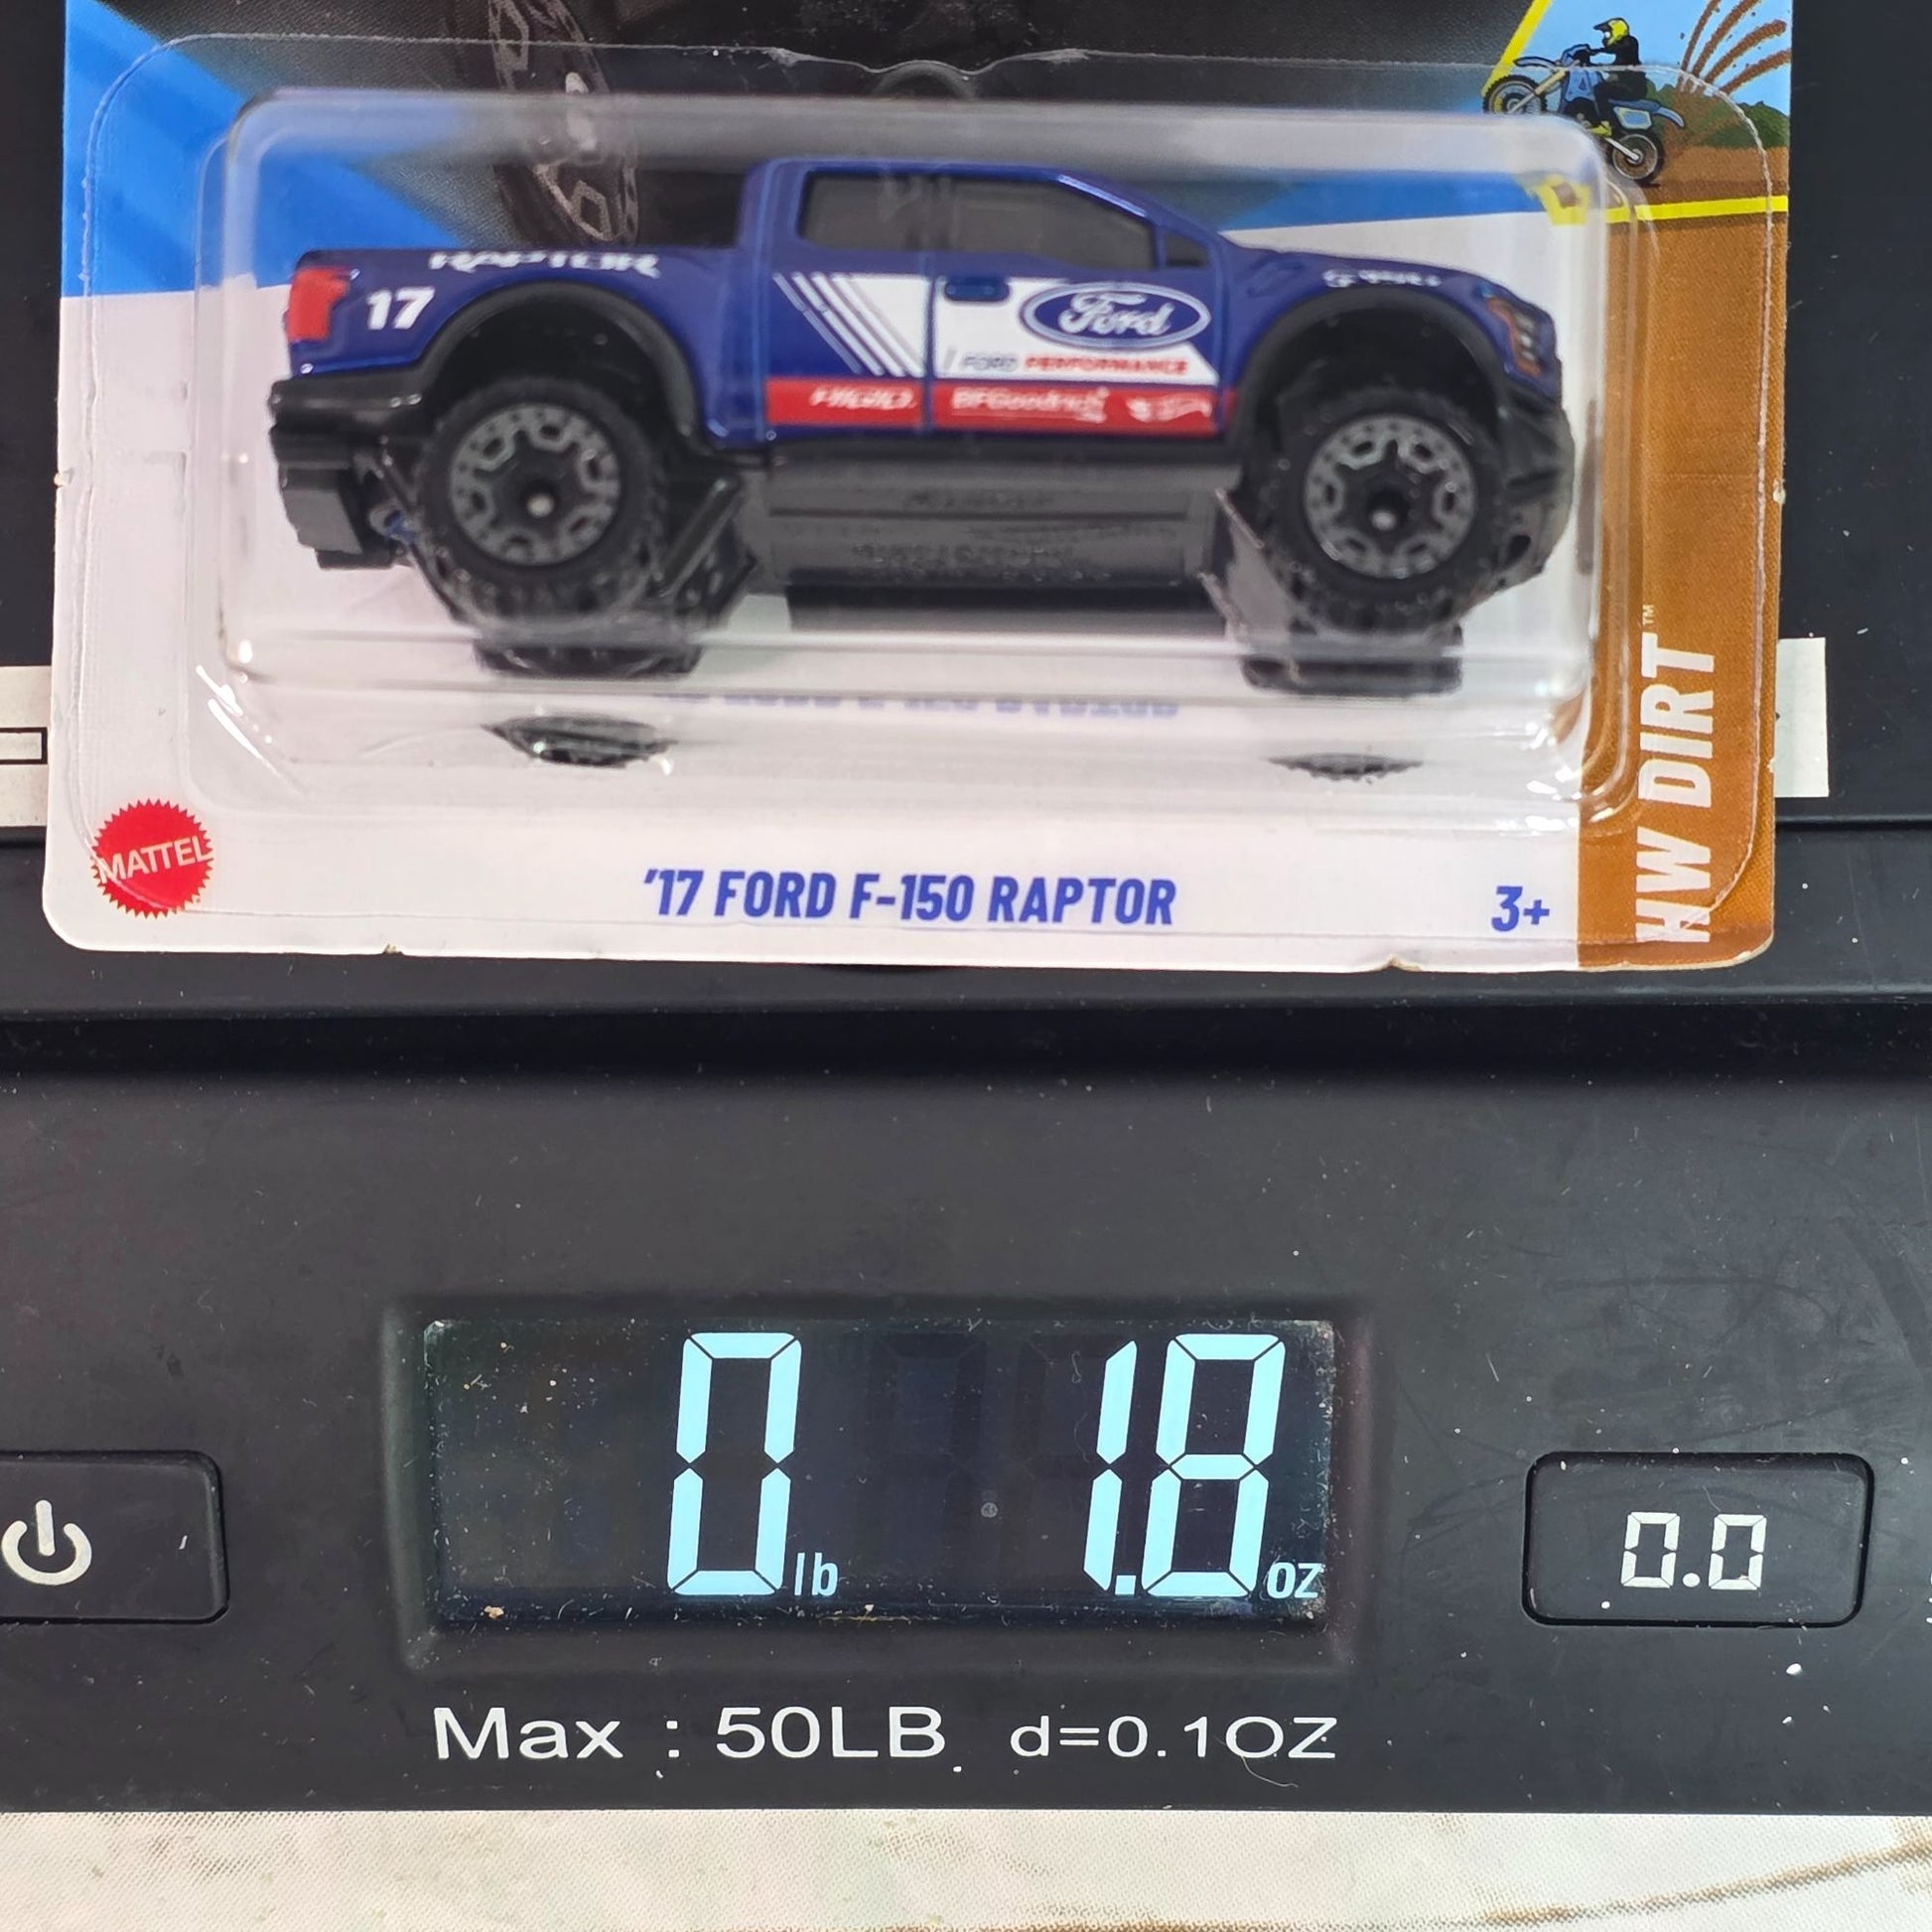 RAPTOR
17
Ford
FORD PERFORMANCE
BFGoodrich
HW DIRT™
MATTEL
'17 FORD F-150 RAPTOR
3+
0 lb 1.8 oz
0.0
Max : 50LB d=0.1OZ